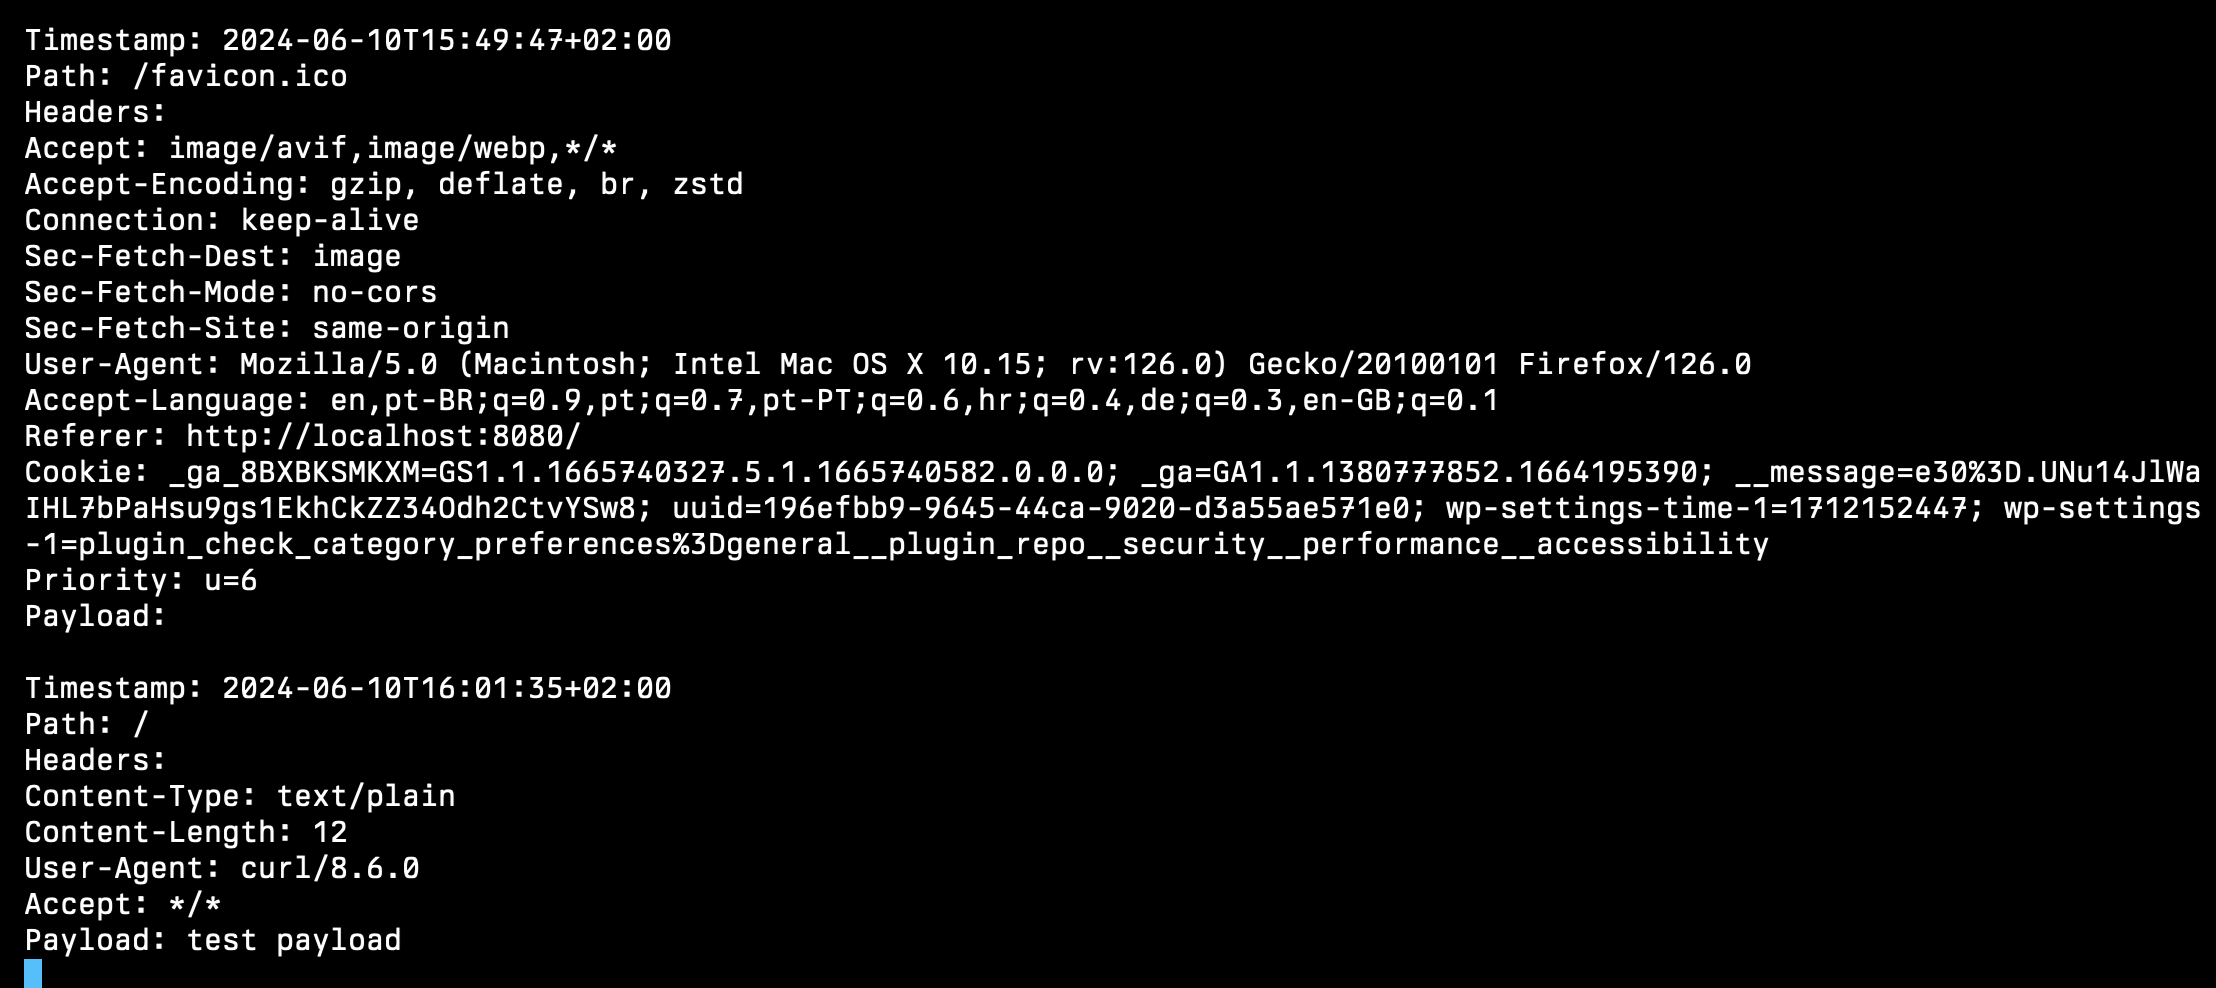 Timestamp: 2024-06-10T15:49:47+02:00
Path: /favicon.ico
Headers:
Accept: image/avif,image/webp,*/*
Accept-Encoding: gzip, deflate, br, zstd
Connection: keep-alive
Sec-Fetch-Dest: image
Sec-Fetch-Mode: no-cors
Sec-Fetch-Site: same-origin
User-Agent: Mozilla/5.0 (Macintosh; Intel Mac OS X 10.15; rv:126.0) Gecko/20100101 Firefox/126.0
Accept-Language: en,pt-BR;q=0.9,pt;q=0.7,pt-PT;q=0.6,hr;q=0.4,de;q=0.3,en-GB;q=0.1
Referer: http://localhost:8080/
Cookie: _ga_8BXBKSMKXM=GS1.1.1665740327.5.1.1665740582.0.0.0; _ga=GA1.1.1380777852.1664195390; __message=e30%3D.UNu14JlWa
IHL7bPaHsu9gs1EkhCkZZ34Odh2CtvYSw8; uuid=196efbb9-9645-44ca-9020-d3a55ae571e0; wp-settings-time-1=1712152447; wp-settings
-1=plugin_check_category_preferences%3Dgeneral__plugin_repo__security__performance__accessibility
Priority: u=6
Payload:
Timestamp: 2024-06-10T16:01:35+02:00
Path: /
Headers:
Content-Type: text/plain
Content-Length: 12
User-Agent: curl/8.6.0
Accept: */*
Payload: test payload